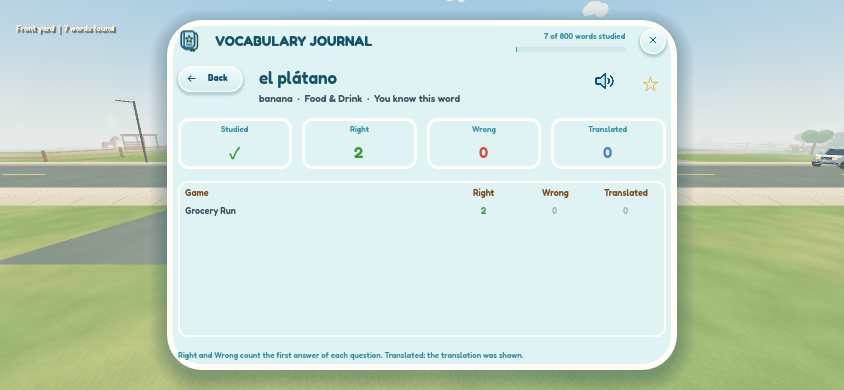 Front yard | 7 words found
VOCABULARY JOURNAL
7 of 800 words studied
Back
el plátano
banana · Food & Drink · You know this word
Studied Right Wrong Translated
✓ 2 0 0
Game Right Wrong Translated
Grocery Run 2 0 0
Right and Wrong count the first answer of each question. Translated: the translation was shown.